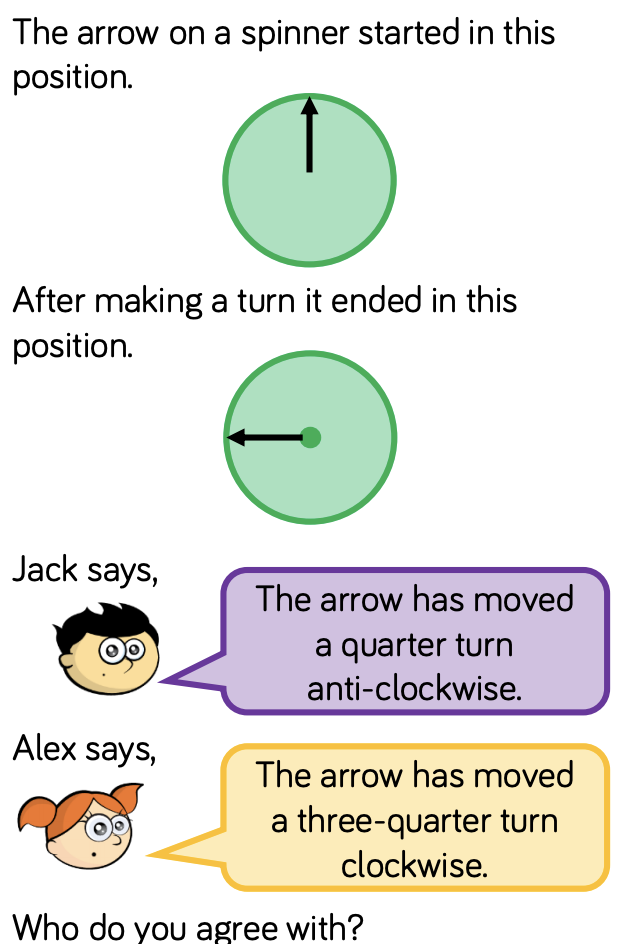 The arrow on a spinner started in this
position.
After making a turn it ended in this
position.
Jack says,
The arrow has moved
a quarter turn
anti-clockwise.
Alex says,
The arrow has moved
a three-quarter turn
clockwise.
Who do you agree with?